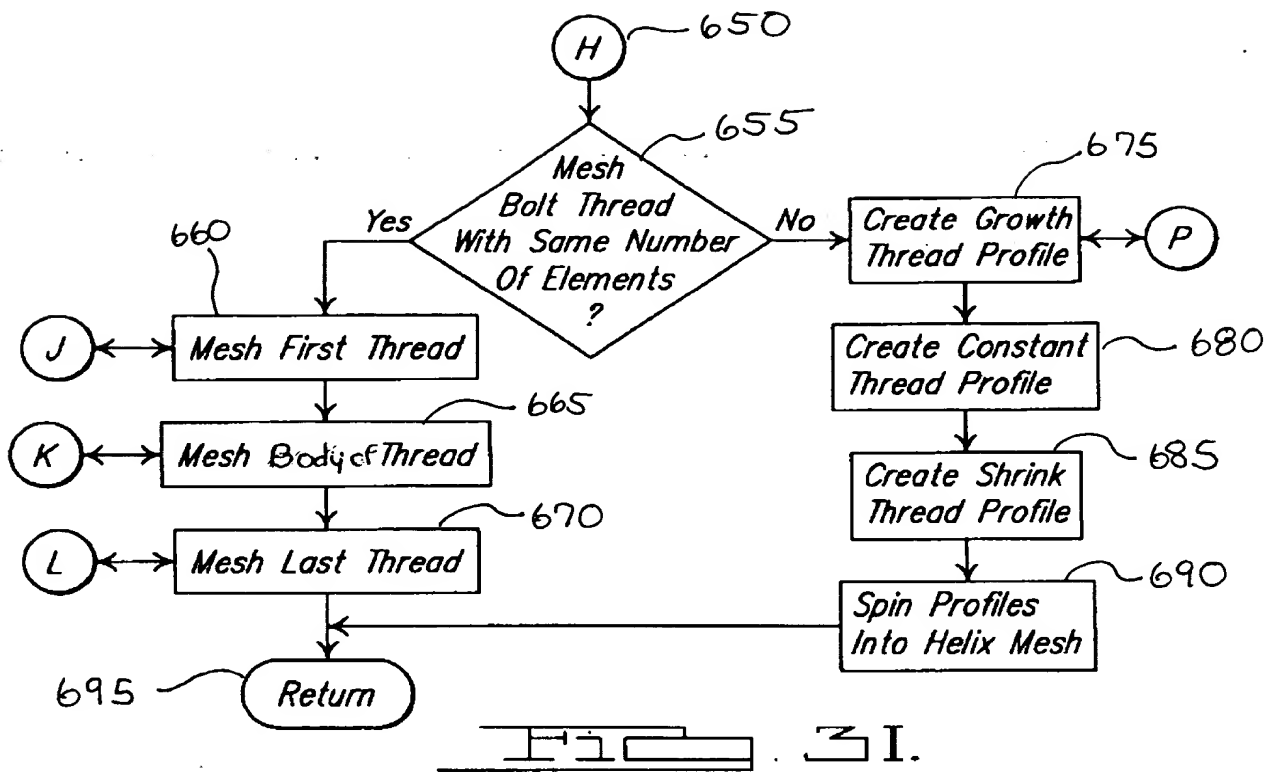 H
650
655
Mesh
Bolt Thread
With Same Number
Of Elements
?
Yes
No
675
Create Growth
Thread Profile
P
660
J
Mesh First Thread
Create Constant
Thread Profile
680
665
K
Mesh Body of Thread
Create Shrink
Thread Profile
685
670
L
Mesh Last Thread
Spin Profiles
Into Helix Mesh
690
695
Return
FIG. 3I.